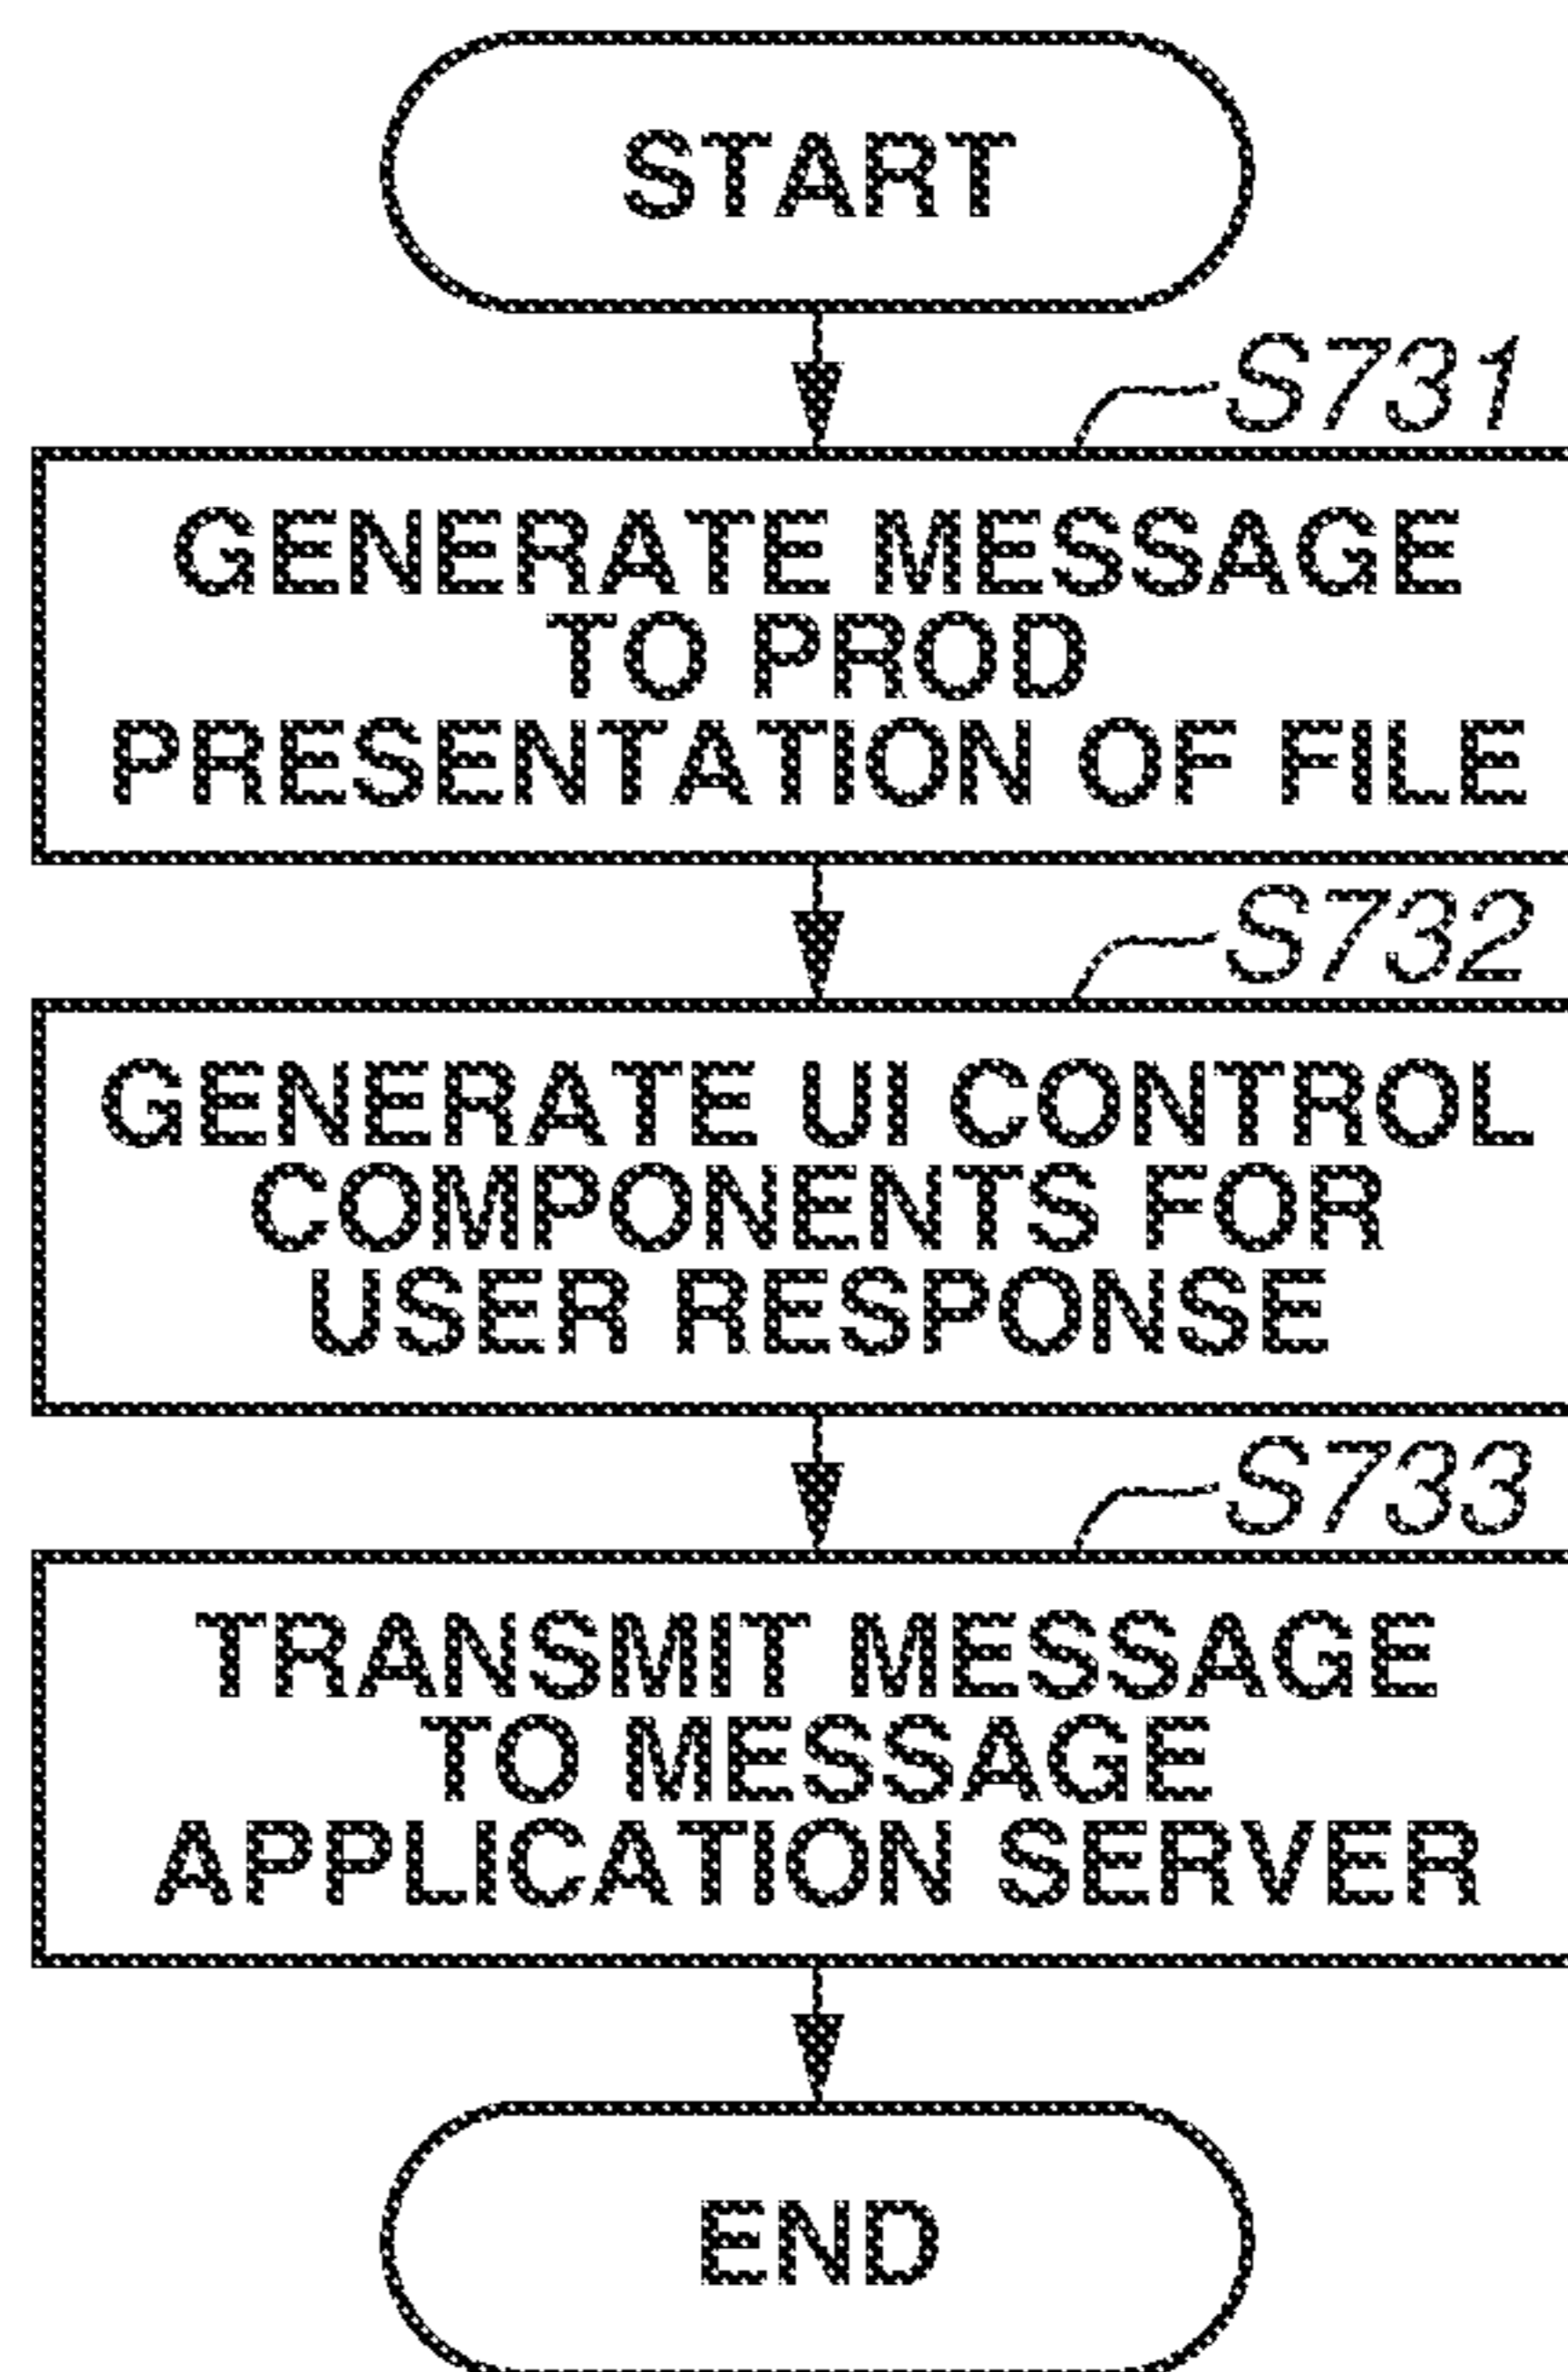 START
S731
GENERATE MESSAGE
TO PROD
PRESENTATION OF FILE
S732
GENERATE UI CONTROL
COMPONENTS FOR
USER RESPONSE
S733
TRANSMIT MESSAGE
TO MESSAGE
APPLICATION SERVER
END